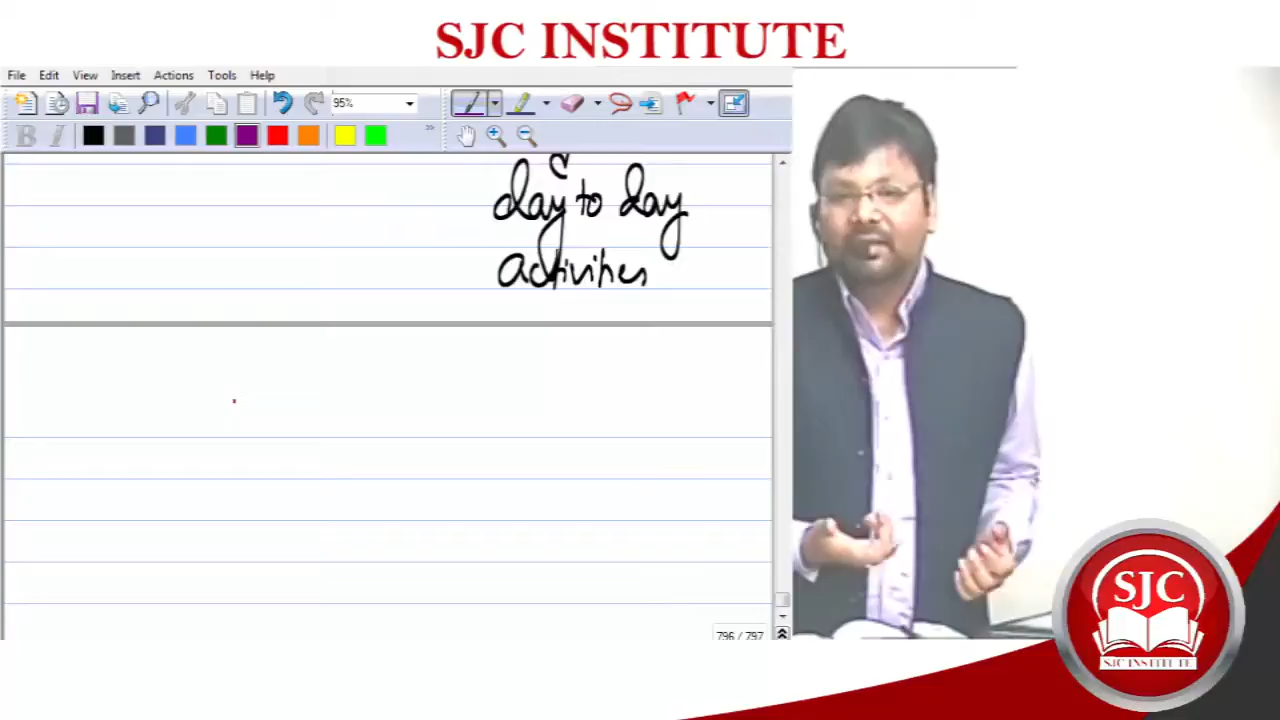 SJC INSTITUTE
File Edit View Insert Actions Tools Help
95%
B I
day to day
activities
796 / 797
SJC
SJC INSTITUTE